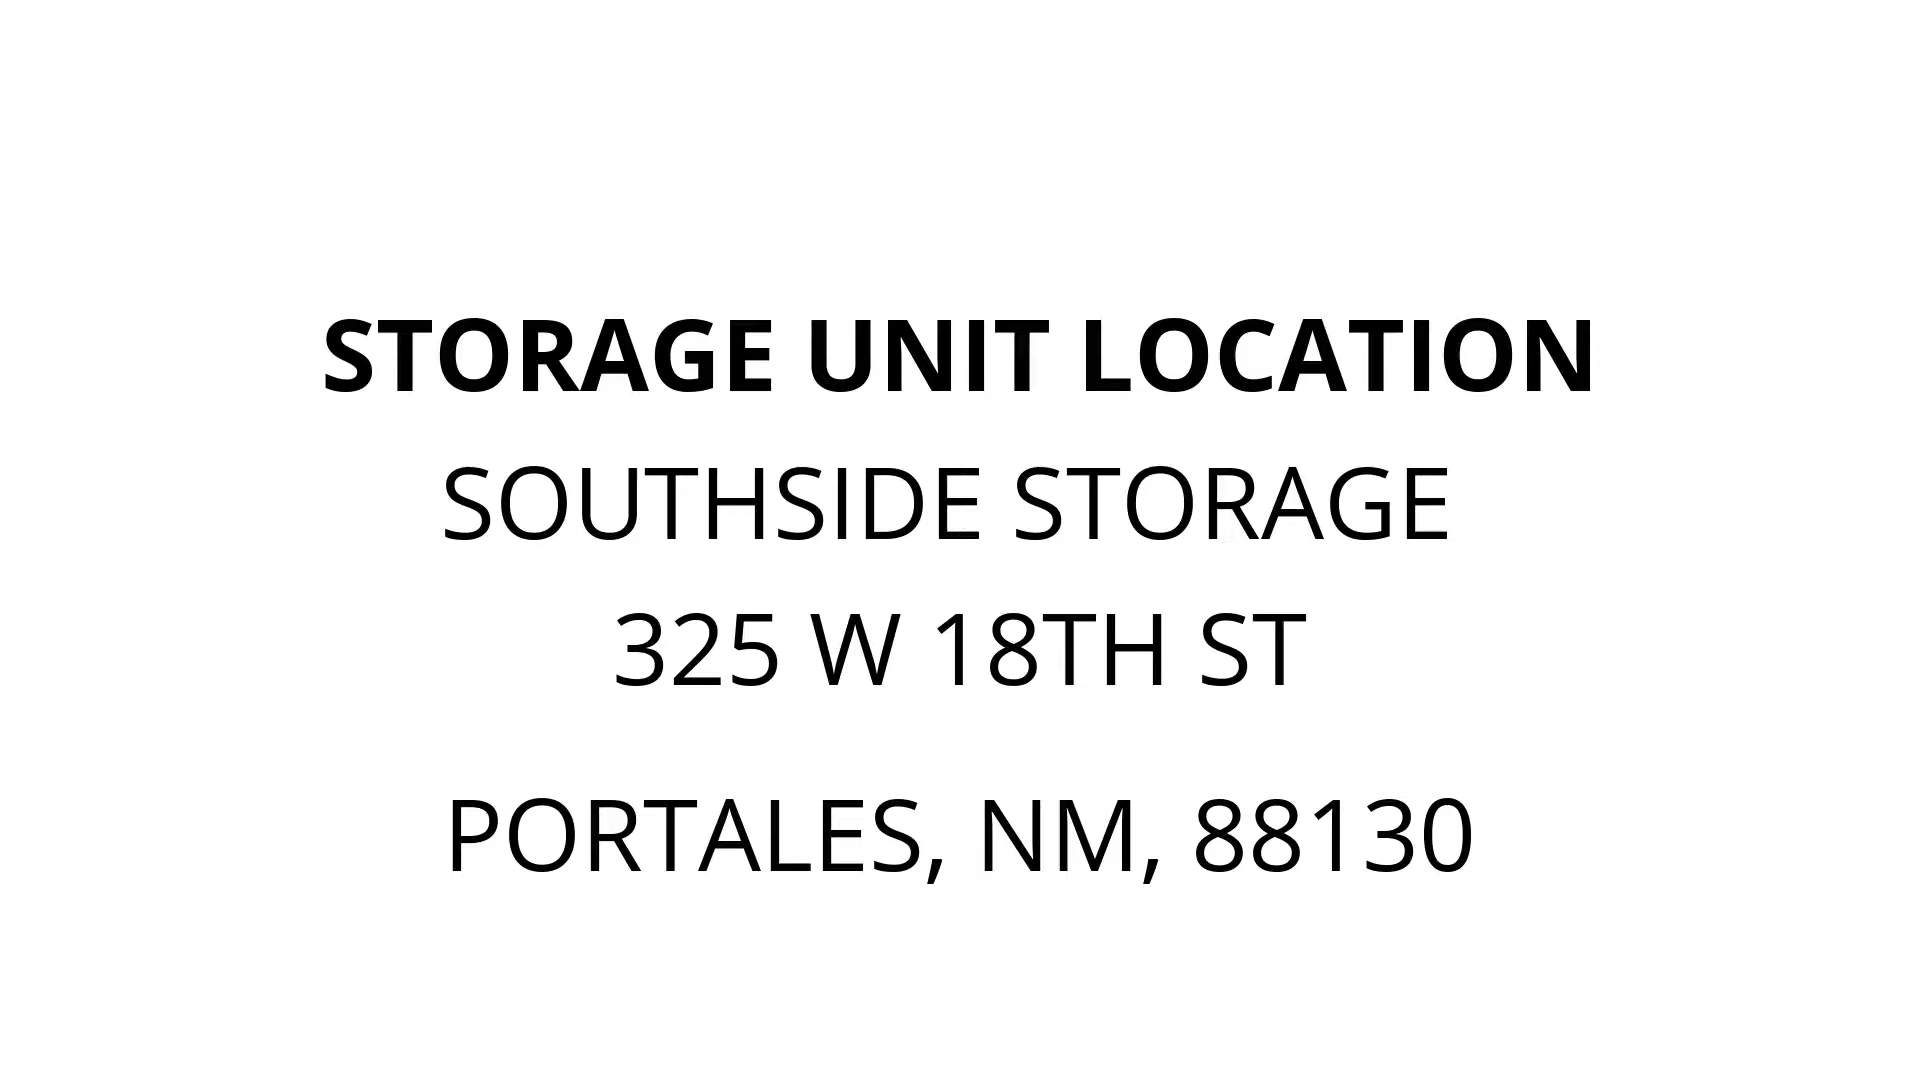 STORAGE UNIT LOCATION
SOUTHSIDE STORAGE
325 W 18TH ST
PORTALES, NM, 88130